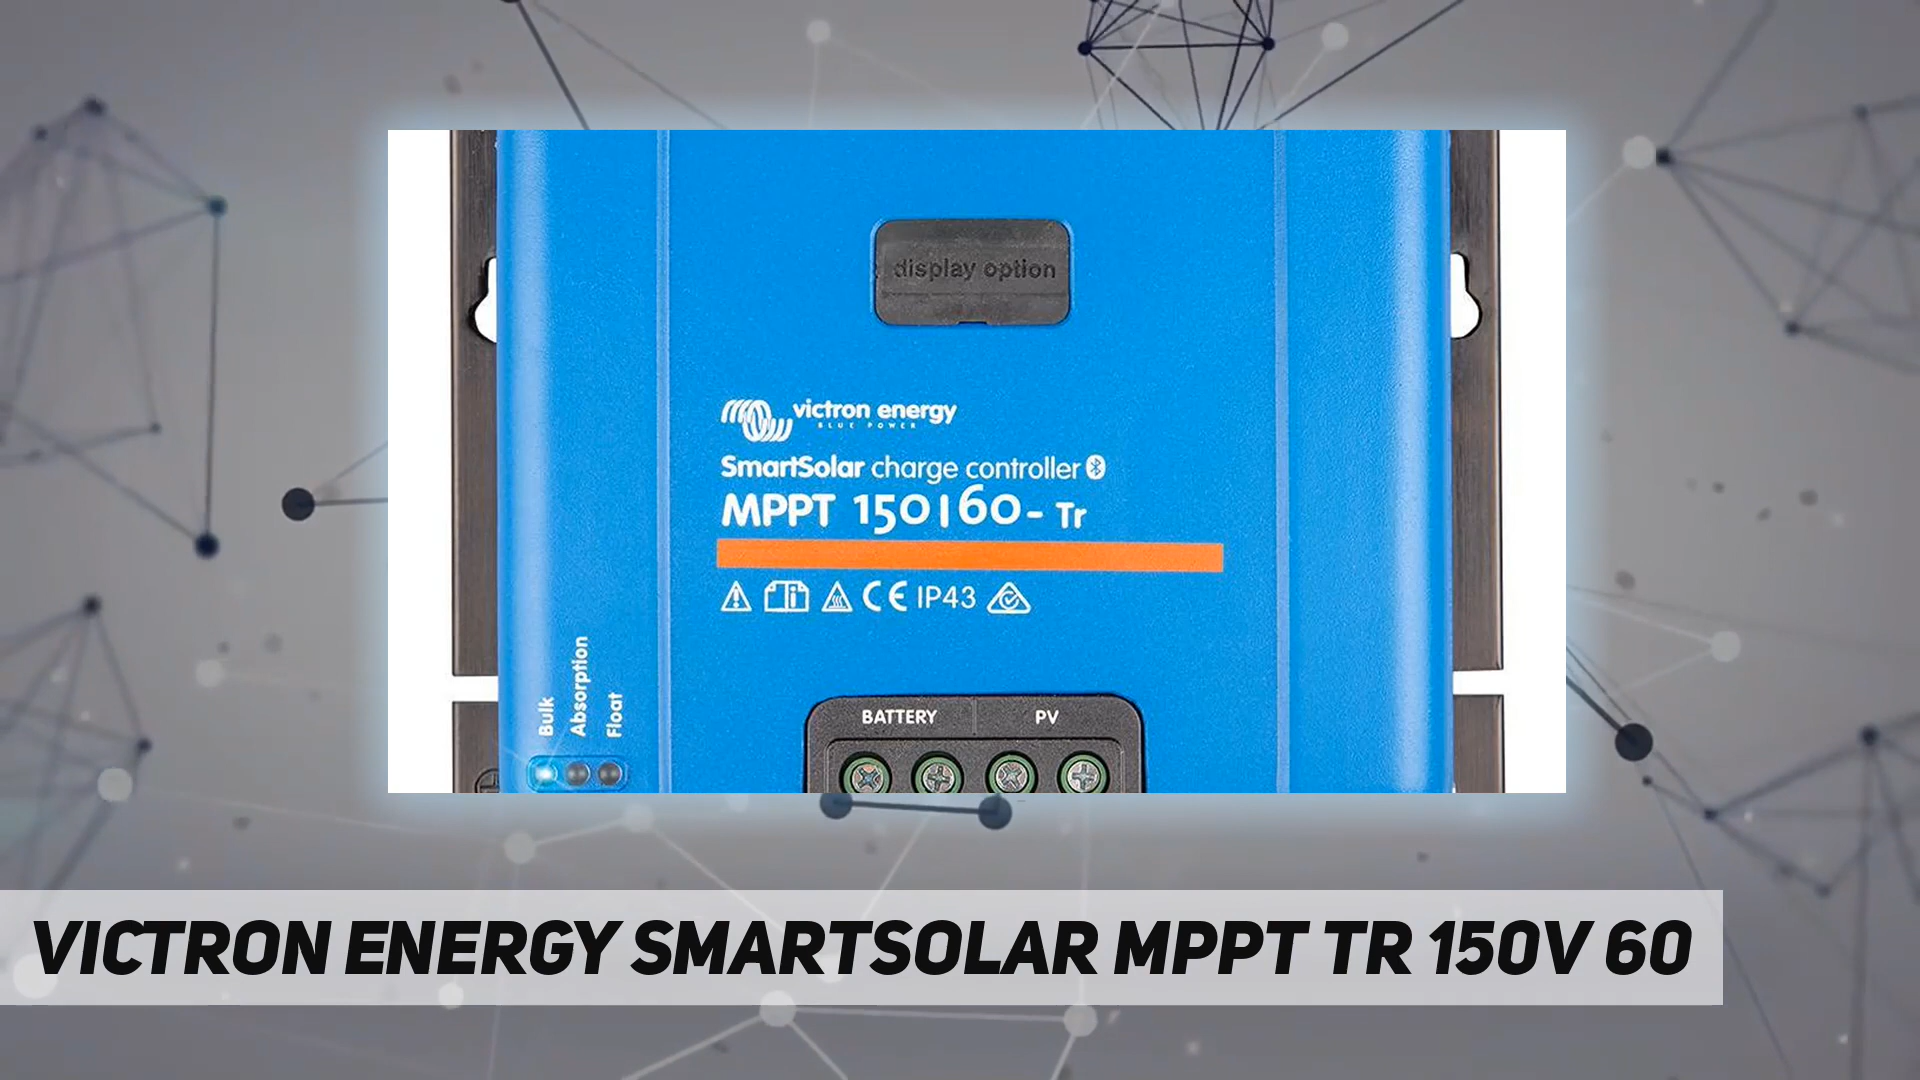 display option
victron energy
BLUE POWER
SmartSolar charge controller
MPPT 150|60- Tr
CE IP43
Bulk
Absorption
Float
BATTERY PV
VICTRON ENERGY SMARTSOLAR MPPT TR 150V 60